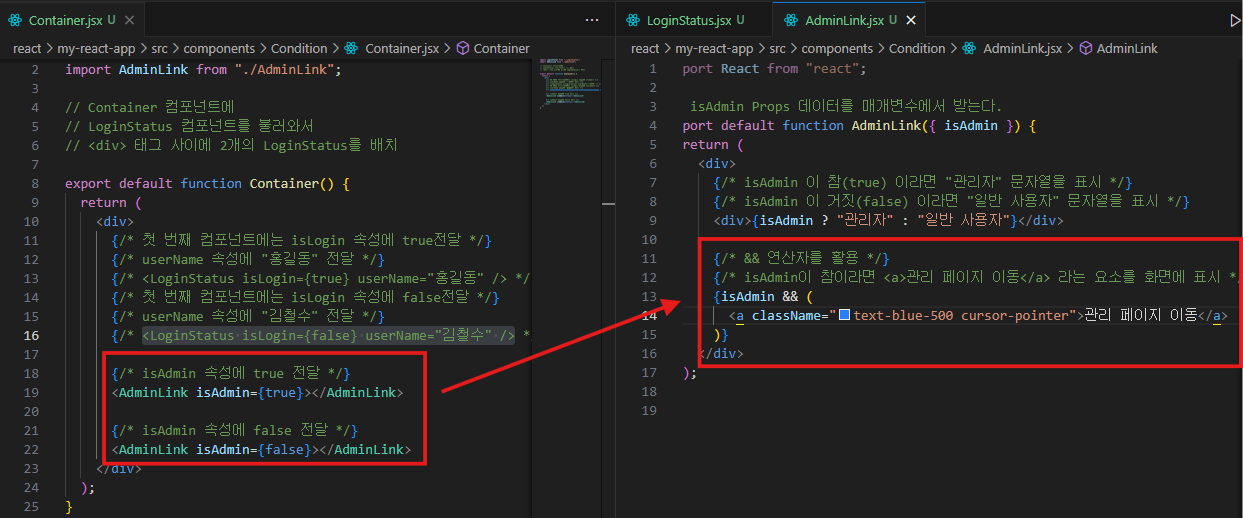 Container.jsx U
react > my-react-app > src > components > Condition > Container.jsx > Container
2 import AdminLink from "./AdminLink";
3
4 // Container 컴포넌트에
5 // LoginStatus 컴포넌트를 불러와서
6 // <div> 태그 사이에 2개의 LoginStatus를 배치
7
8 export default function Container() {
9 return (
10 <div>
11 {/* 첫 번째 컴포넌트에는 isLogin 속성에 true전달 */}
12 {/* userName 속성에 "홍길동" 전달 */}
13 {/* <LoginStatus isLogin={true} userName="홍길동" /> */
14 {/* 첫 번째 컴포넌트에는 isLogin 속성에 false전달 */}
15 {/* userName 속성에 "김철수" 전달 */}
16 {/* <LoginStatus isLogin={false} userName="김철수" /> *
17
18 {/* isAdmin 속성에 true 전달 */}
19 <AdminLink isAdmin={true}></AdminLink>
20
21 {/* isAdmin 속성에 false 전달 */}
22 <AdminLink isAdmin={false}></AdminLink>
23 </div>
24 );
25 }
LoginStatus.jsx U AdminLink.jsx U
react > my-react-app > src > components > Condition > AdminLink.jsx > AdminLink
1 port React from "react";
2
3 isAdmin Props 데이터를 매개변수에서 받는다.
4 port default function AdminLink({ isAdmin }) {
5 return (
6 <div>
7 {/* isAdmin 이 참(true) 이라면 "관리자" 문자열을 표시 */}
8 {/* isAdmin 이 거짓(false) 이라면 "일반 사용자" 문자열을 표시 */}
9 <div>{isAdmin ? "관리자" : "일반 사용자"}</div>
10
11 {/* && 연산자를 활용 */}
12 {/* isAdmin이 참이라면 <a>관리 페이지 이동</a> 라는 요소를 화면에 표시 *
13 {isAdmin && (
14 <a className="text-blue-500 cursor-pointer">관리 페이지 이동</a>
15 )}
16 </div>
17 );
18
19